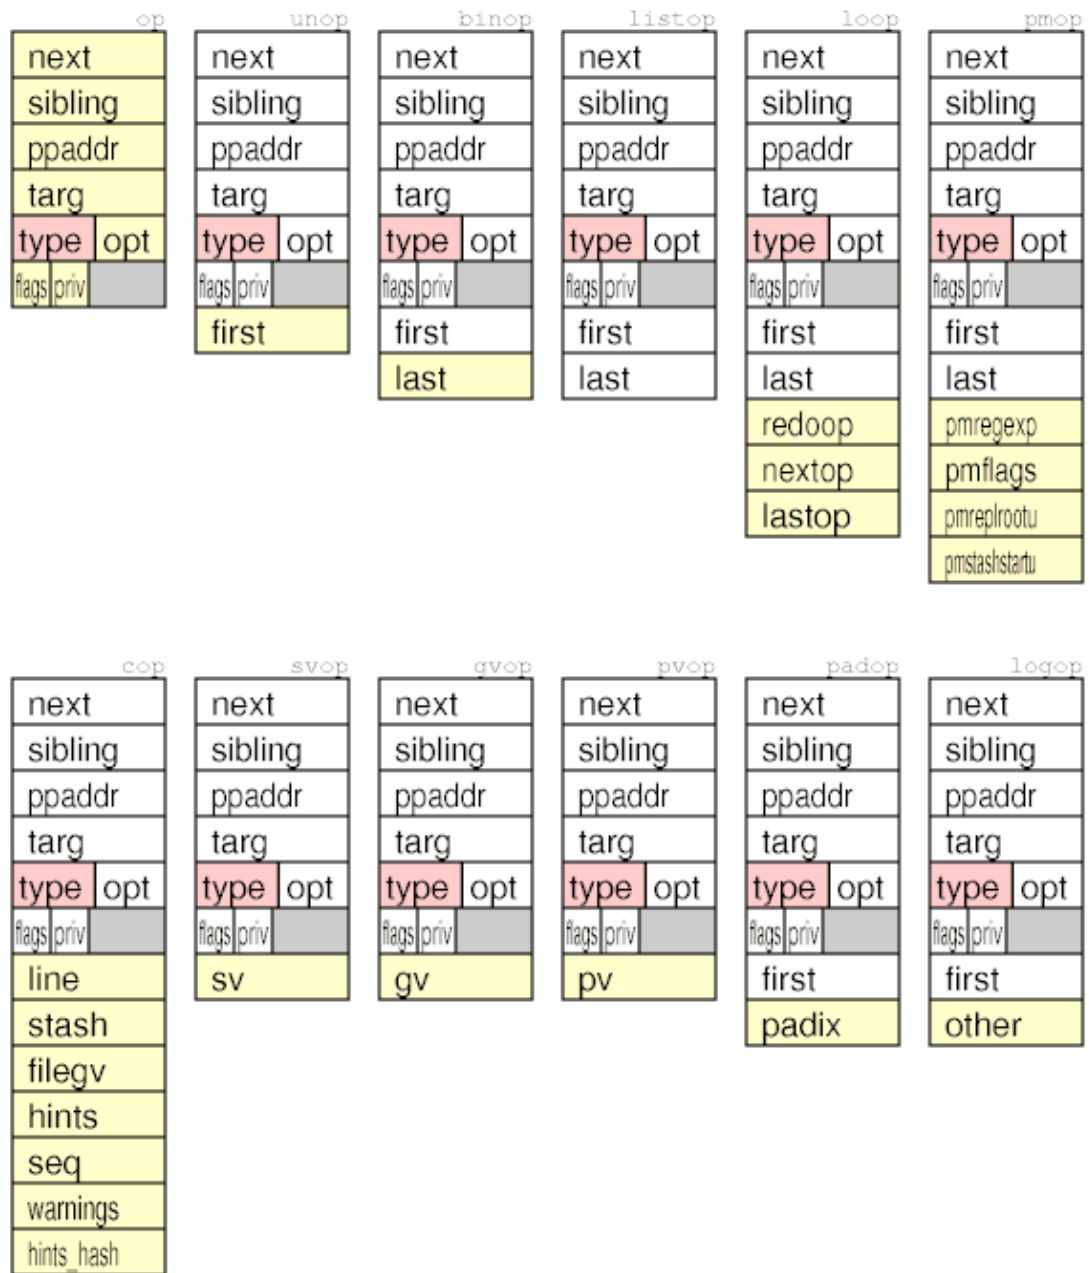 op unop binop listop loop pmop
next next next next next next
sibling sibling sibling sibling sibling sibling
ppaddr ppaddr ppaddr ppaddr ppaddr ppaddr
targ targ targ targ targ targ
type opt type opt type opt type opt type opt type opt
flags priv flags priv flags priv flags priv flags priv flags priv
first first first first first
last last last last
redoop pmregexp
nextop pmflags
lastop pmreplrootu
pmstashstartu
cop svop gvop pvop padop logop
next next next next next next
sibling sibling sibling sibling sibling sibling
ppaddr ppaddr ppaddr ppaddr ppaddr ppaddr
targ targ targ targ targ targ
type opt type opt type opt type opt type opt type opt
flags priv flags priv flags priv flags priv flags priv flags priv
line sv gv pv first first
stash padix other
filegv
hints
seq
warnings
hints_hash